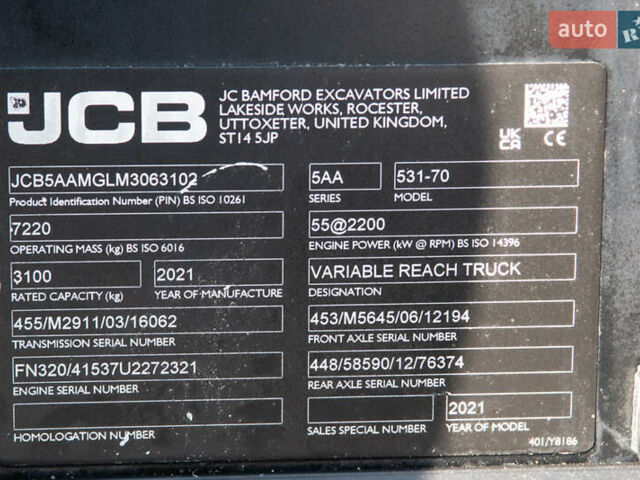 auto R
JCB
JC BAMFORD EXCAVATORS LIMITED
LAKESIDE WORKS, ROCESTER,
UTTOXETER, UNITED KINGDOM,
ST14 5JP
UK
CA
CE
JCB5AAMGLM3063102
Product Identification Number (PIN) BS ISO 10261
5AA
SERIES
531-70
MODEL
7220
OPERATING MASS (kg) BS ISO 6016
55@2200
ENGINE POWER (kW @ RPM) BS ISO 14396
3100
RATED CAPACITY (kg)
2021
YEAR OF MANUFACTURE
VARIABLE REACH TRUCK
DESIGNATION
455/M2911/03/16062
TRANSMISSION SERIAL NUMBER
453/M5645/06/12194
FRONT AXLE SERIAL NUMBER
FN320/41537U2272321
ENGINE SERIAL NUMBER
448/58590/12/76374
REAR AXLE SERIAL NUMBER
HOMOLOGATION NUMBER
SALES SPECIAL NUMBER
2021
YEAR OF MODEL
401/Y8186